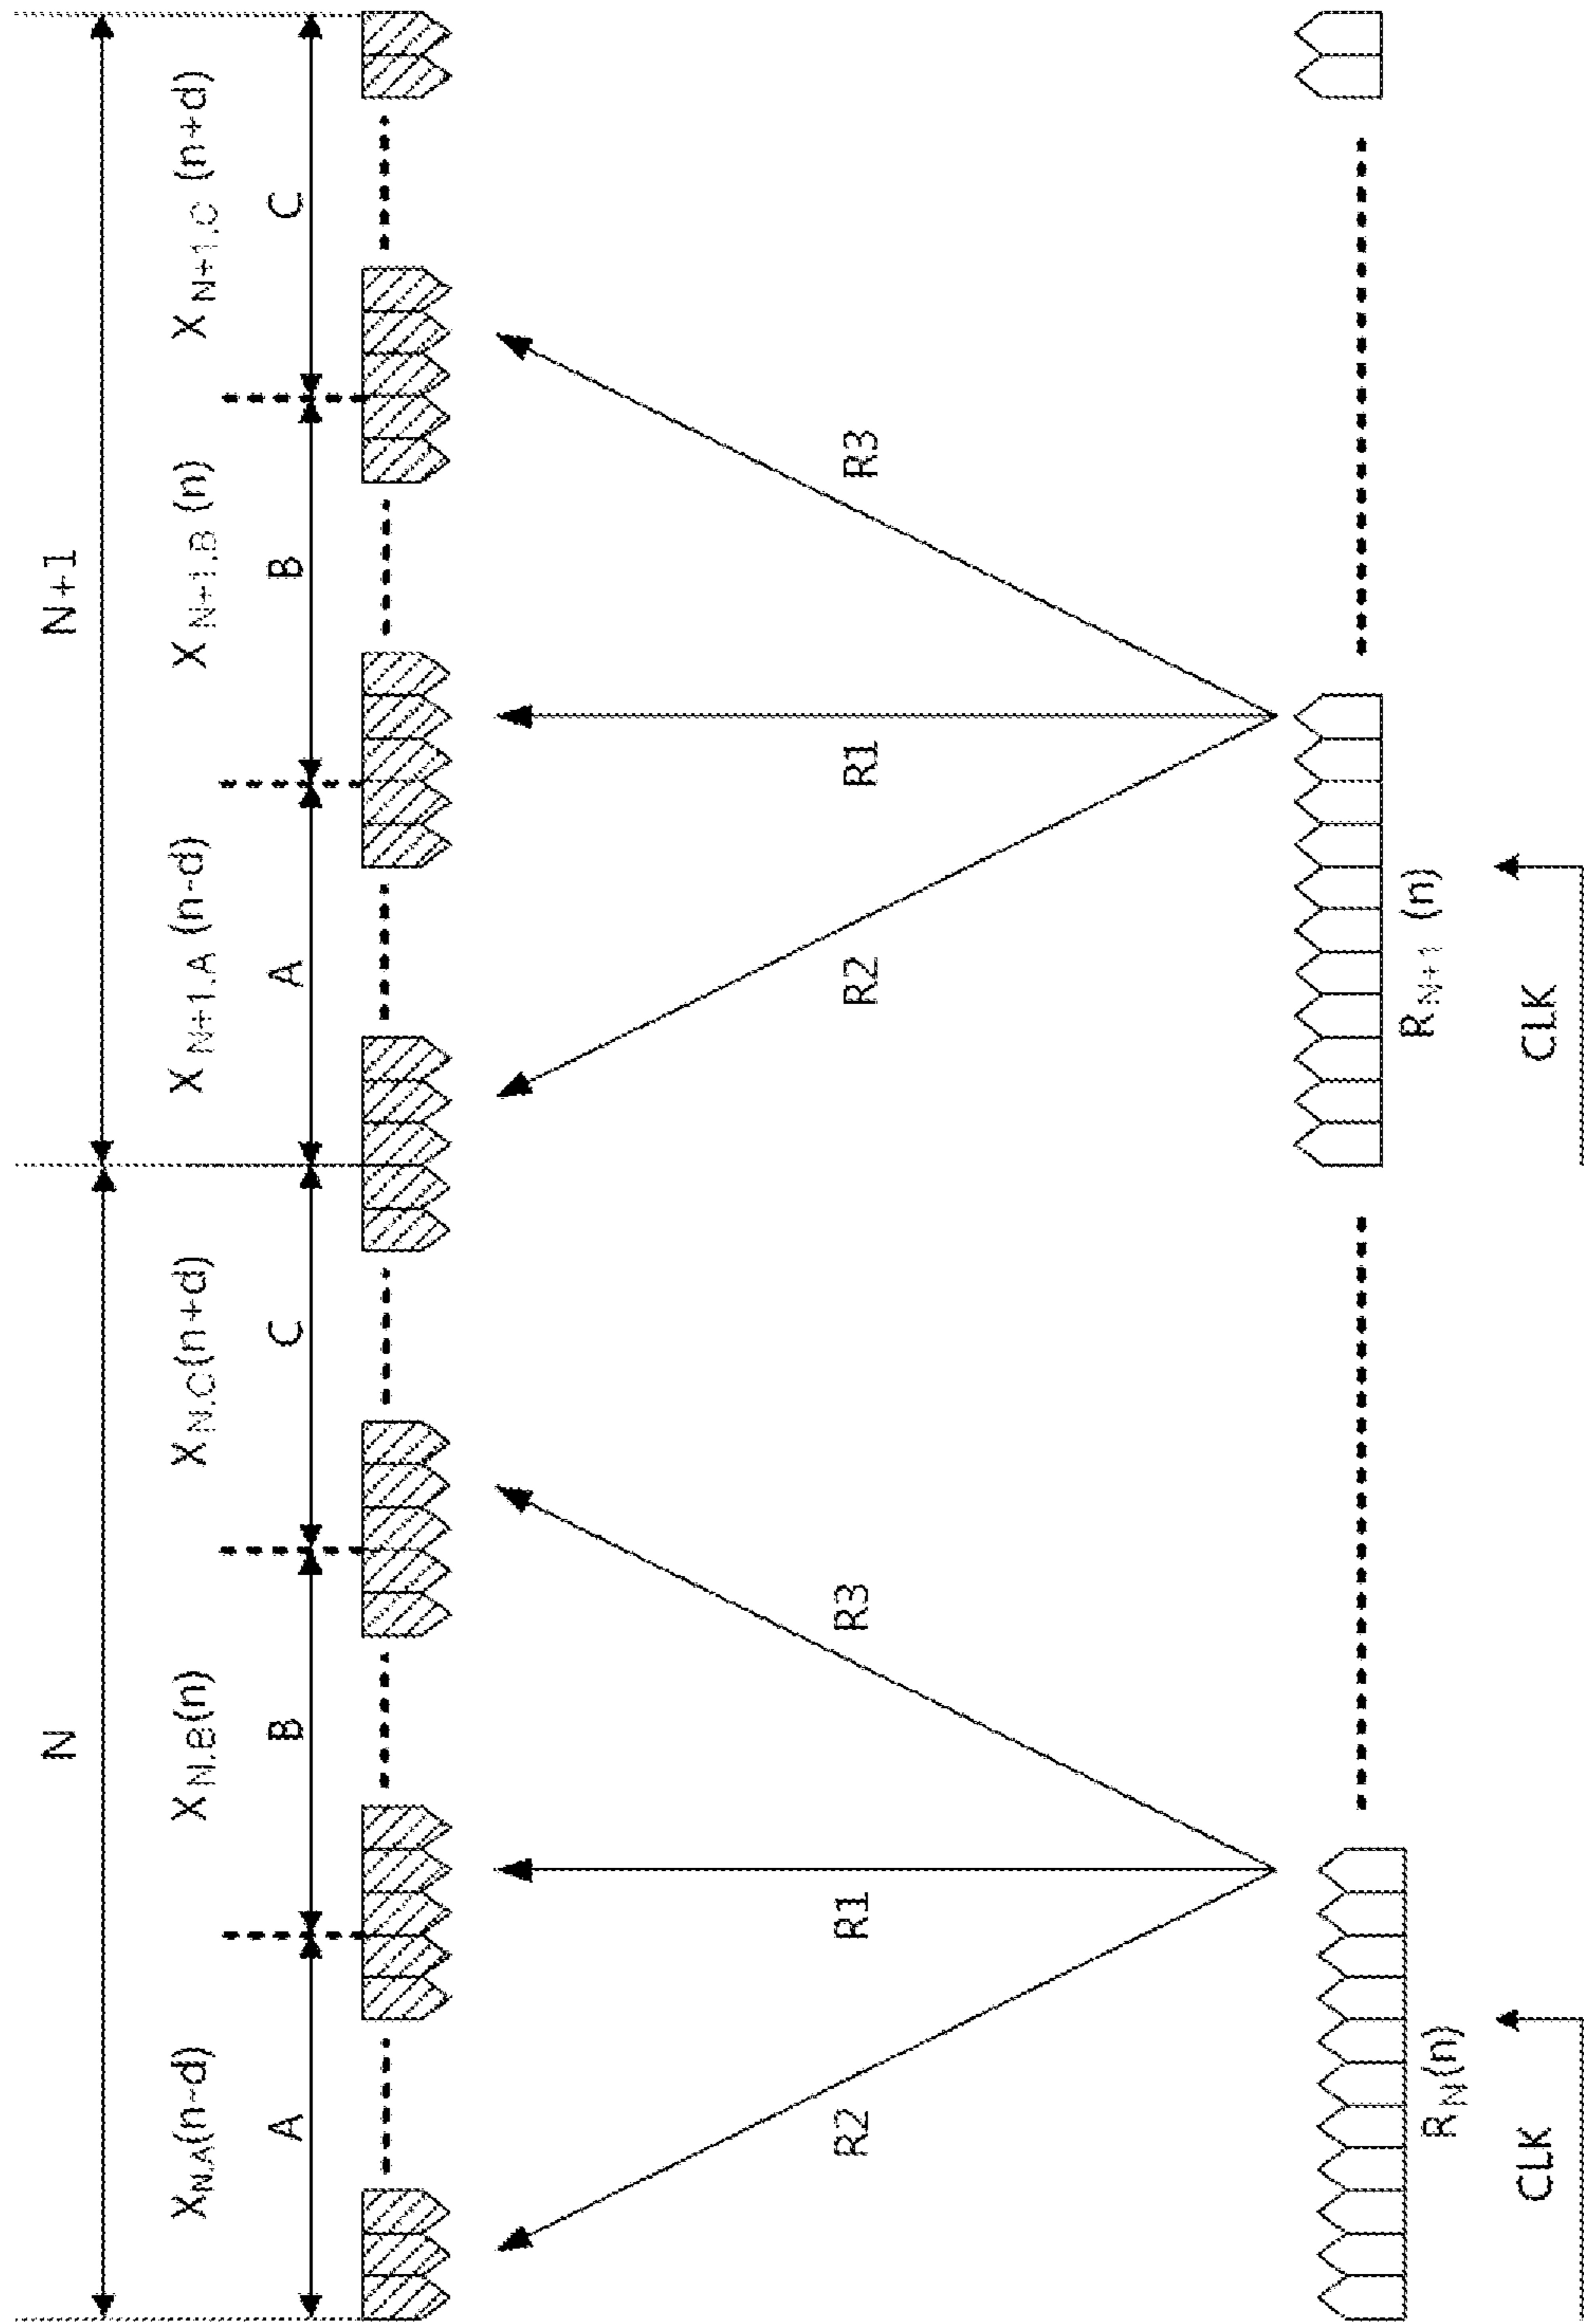 N N+1
X N.A (n-d) X N.B (n) X N.C (n+d) X N+1.A (n-d) X N+1.B (n) X N+1.C (n+d)
A B C A B C
R2 R1 R3 R2 R1 R3
R N (n) R N+1 (n)
CLK CLK